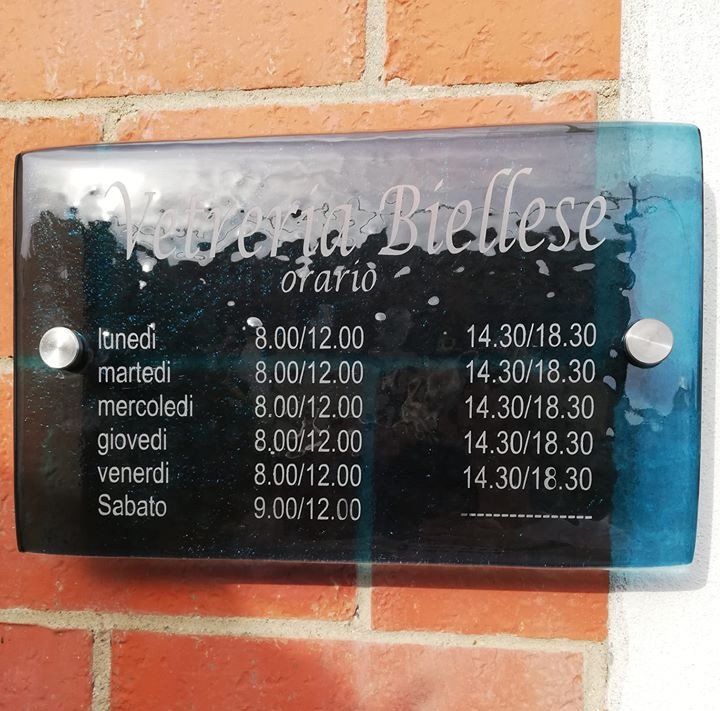 Vetreria Biellese
orario
lunedi 8.00/12.00 14.30/18.30
martedi 8.00/12.00 14.30/18.30
mercoledi 8.00/12.00 14.30/18.30
giovedi 8.00/12.00 14.30/18.30
venerdi 8.00/12.00 14.30/18.30
Sabato 9.00/12.00 ---------------